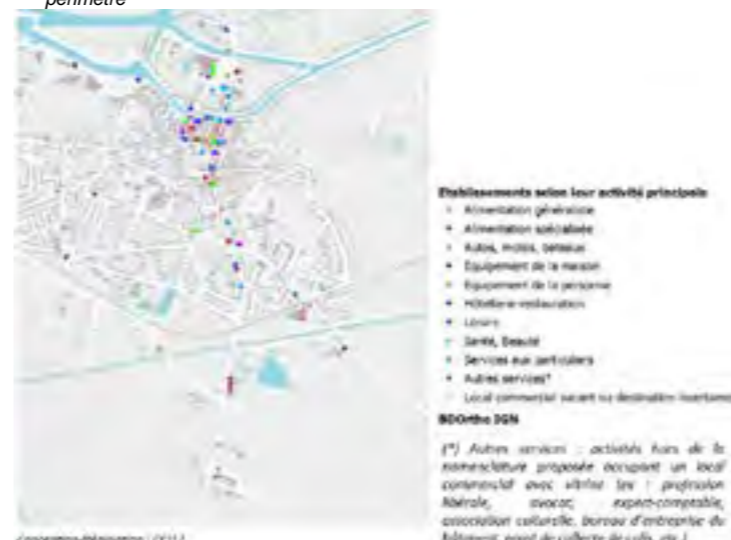 périmètre
Etablissements selon leur activité principale
Alimentation généraliste
Alimentation spécialisée
Autos, motos, bateaux
Equipement de la maison
Equipement de la personne
Hôtellerie-restauration
Loisirs
Santé, Beauté
Services aux particuliers
Autres services*
Local commercial vacant ou destination incertaine
BDOrtho IGN
(*) Autres services : activités hors de la
nomenclature proposée occupant un local
commercial avec vitrine (ex : profession
libérale, avocat, expert-comptable,
association culturelle, bureau d'entreprise du
bâtiment, point de collecte de colis, etc.)